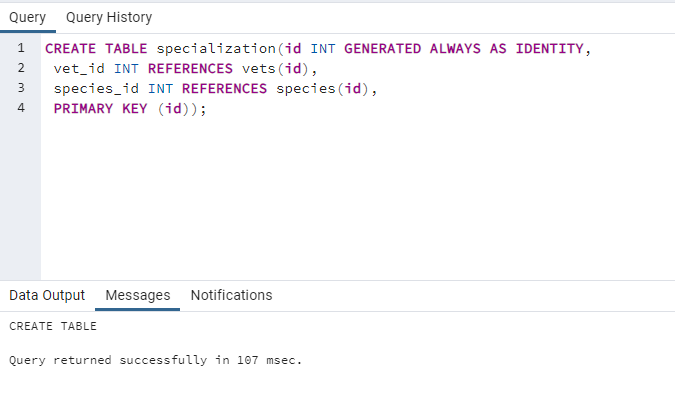 Query Query History
1 CREATE TABLE specialization(id INT GENERATED ALWAYS AS IDENTITY,
2 vet_id INT REFERENCES vets(id),
3 species_id INT REFERENCES species(id),
4 PRIMARY KEY (id));
Data Output Messages Notifications
CREATE TABLE
Query returned successfully in 107 msec.